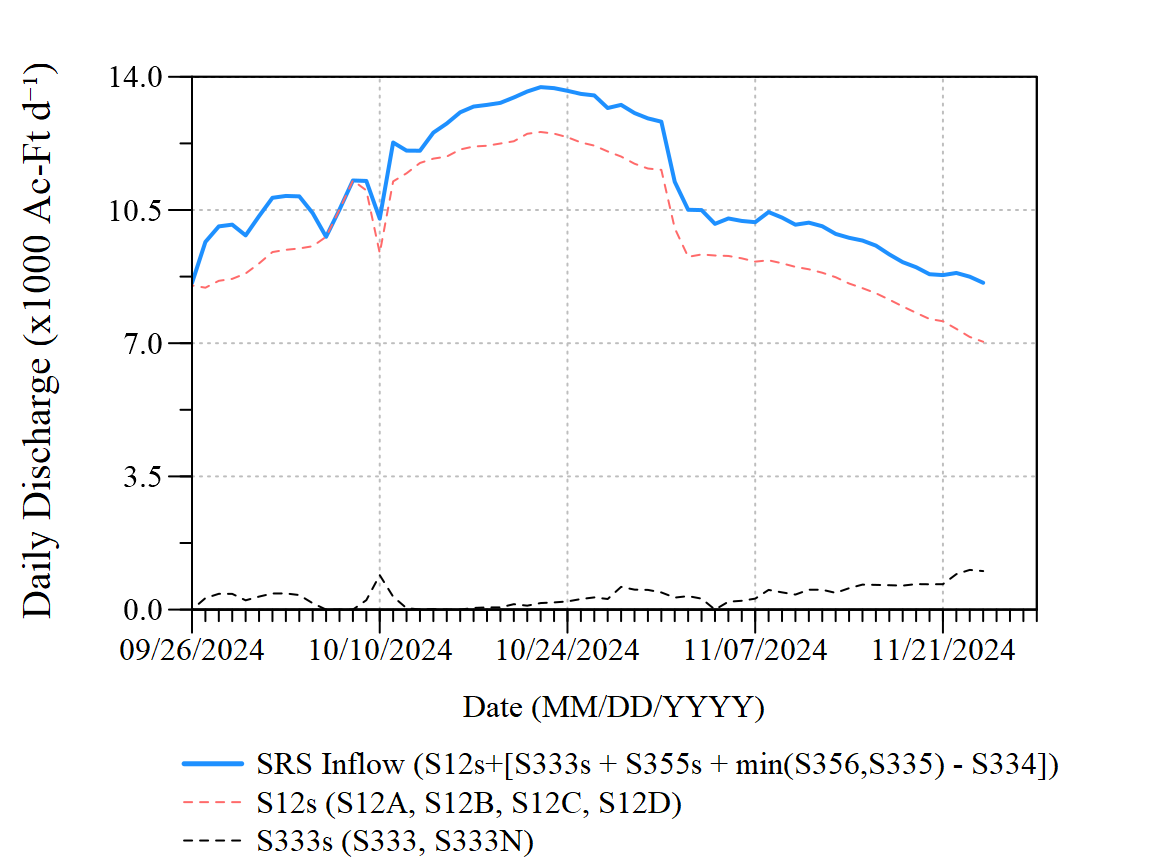 Daily Discharge (x1000 Ac-Ft d⁻¹)
14.0
10.5
7.0
3.5
0.0
09/26/2024 10/10/2024 10/24/2024 11/07/2024 11/21/2024
Date (MM/DD/YYYY)
SRS Inflow (S12s+[S333s + S355s + min(S356,S335) - S334])
S12s (S12A, S12B, S12C, S12D)
S333s (S333, S333N)